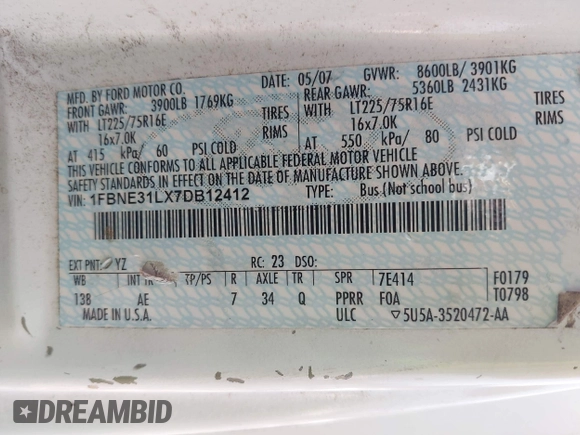 MFD. BY FORD MOTOR CO.
DATE: 05/07 GVWR: 8600LB/ 3901KG
FRONT GAWR: 3900LB 1769KG
REAR GAWR: 5360LB 2431KG
WITH LT225/75R16E TIRES
WITH LT225/75R16E TIRES
16x7.0K RIMS
16x7.0K RIMS
AT 415 kPa/ 60 PSI COLD
AT 550 kPa/ 80 PSI COLD
THIS VEHICLE CONFORMS TO ALL APPLICABLE FEDERAL MOTOR VEHICLE
SAFETY STANDARDS IN EFFECT ON THE DATE OF MANUFACTURE SHOWN ABOVE.
VIN: 1FBNE31LX7DB12412 TYPE: Bus (Not school bus)
EXT PNT: YZ RC: 23 DSO:
WB INT TR TP/PS R AXLE TR SPR 7E414 F0179
138 AE 7 34 Q PPRR F0A T0798
MADE IN U.S.A. ULC ▽5U5A-3520472-AA
DREAMBID